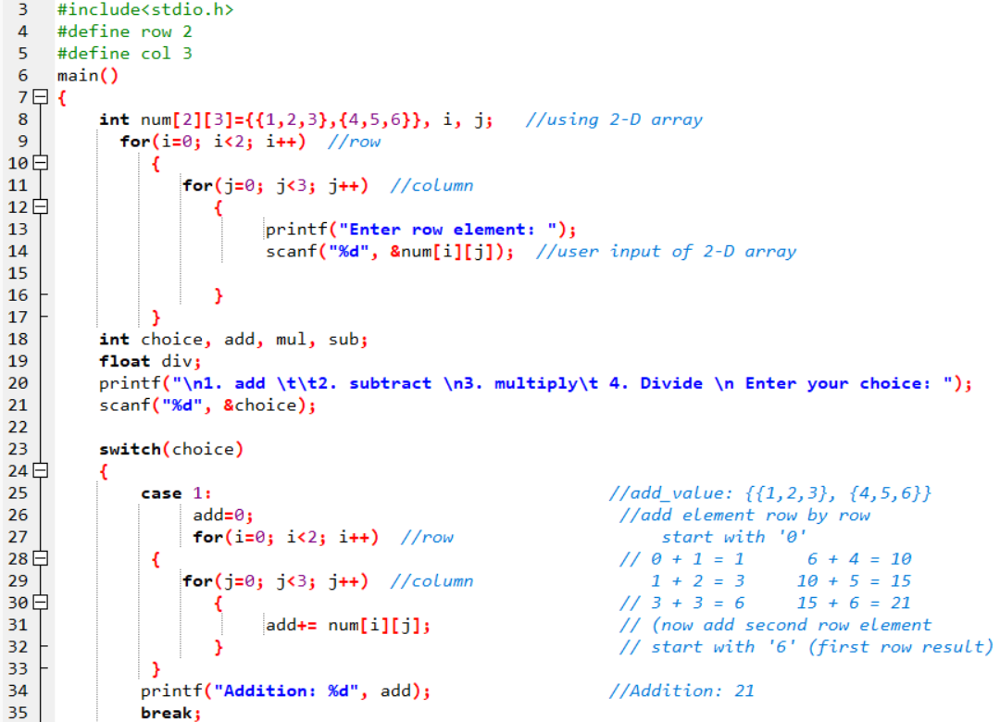 3 #include<stdio.h>
4 #define row 2
5 #define col 3
6 main()
7 {
8 int num[2][3]={{1,2,3},{4,5,6}}, i, j; //using 2-D array
9 for(i=0; i<2; i++) //row
10 {
11 for(j=0; j<3; j++) //column
12 {
13 printf("Enter row element: ");
14 scanf("%d", &num[i][j]); //user input of 2-D array
15
16 }
17 }
18 int choice, add, mul, sub;
19 float div;
20 printf("\n1. add \t\t2. subtract \n3. multiply\t 4. Divide \n Enter your choice: ");
21 scanf("%d", &choice);
22
23 switch(choice)
24 {
25 case 1: //add_value: {{1,2,3}, {4,5,6}}
26 add=0; //add element row by row
27 for(i=0; i<2; i++) //row start with '0'
28 { // 0 + 1 = 1 6 + 4 = 10
29 for(j=0; j<3; j++) //column 1 + 2 = 3 10 + 5 = 15
30 { // 3 + 3 = 6 15 + 6 = 21
31 add+= num[i][j]; // (now add second row element
32 } // start with '6' (first row result)
33 }
34 printf("Addition: %d", add); //Addition: 21
35 break;